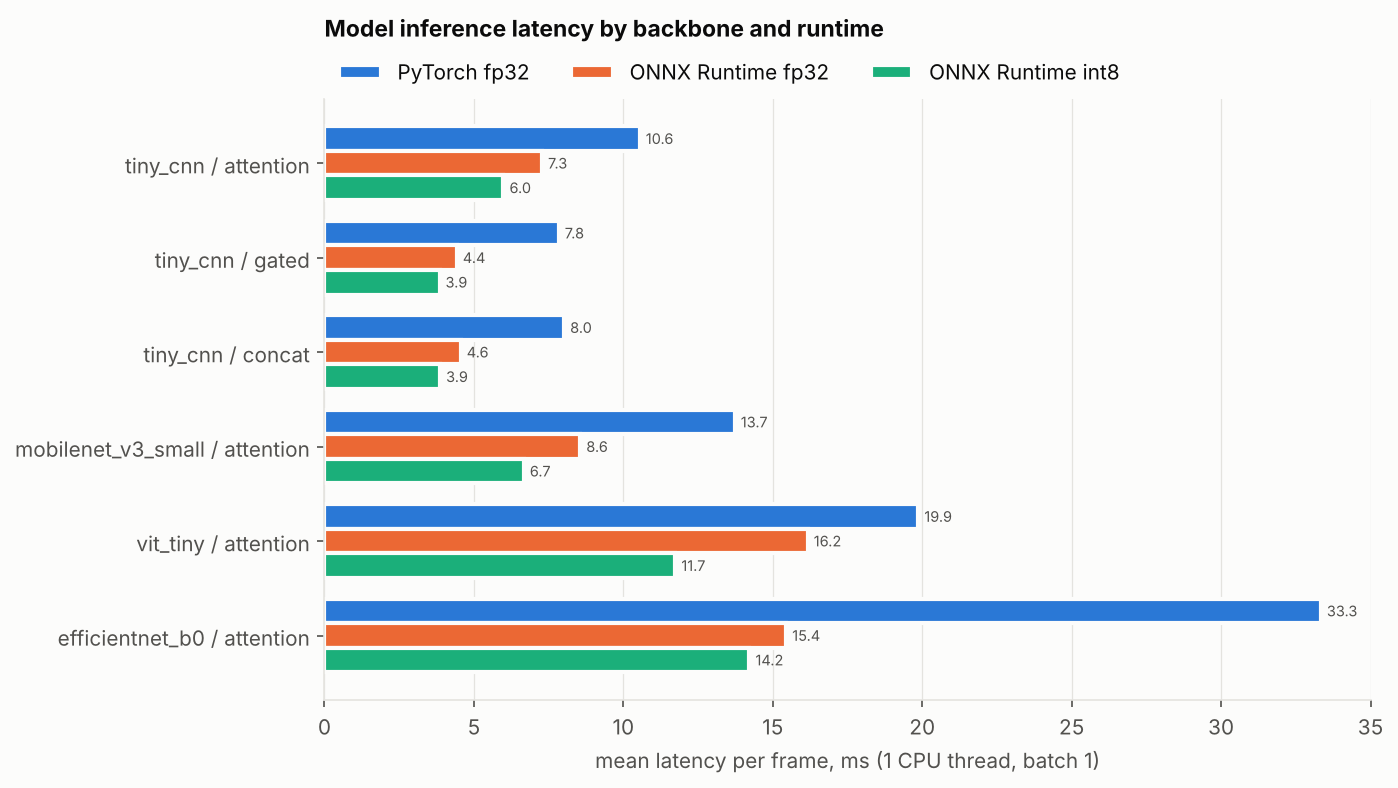 Model inference latency by backbone and runtime
PyTorch fp32 ONNX Runtime fp32 ONNX Runtime int8
10.6
tiny_cnn / attention
7.3
6.0
7.8
tiny_cnn / gated
4.4
3.9
8.0
tiny_cnn / concat
4.6
3.9
13.7
mobilenet_v3_small / attention
8.6
6.7
19.9
vit_tiny / attention
16.2
11.7
33.3
efficientnet_b0 / attention
15.4
14.2
0 5 10 15 20 25 30 35
mean latency per frame, ms (1 CPU thread, batch 1)